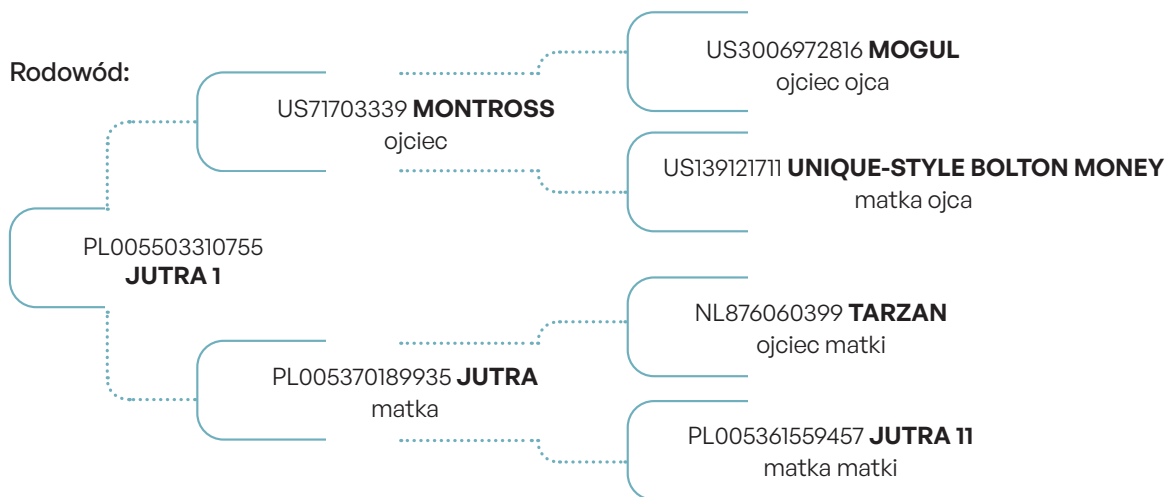 Rodowód:
US3006972816 MOGUL
ojciec ojca
US71703339 MONTROSS
ojciec
US139121711 UNIQUE-STYLE BOLTON MONEY
matka ojca
PL005503310755
JUTRA 1
NL876060399 TARZAN
ojciec matki
PL005370189935 JUTRA
matka
PL005361559457 JUTRA 11
matka matki